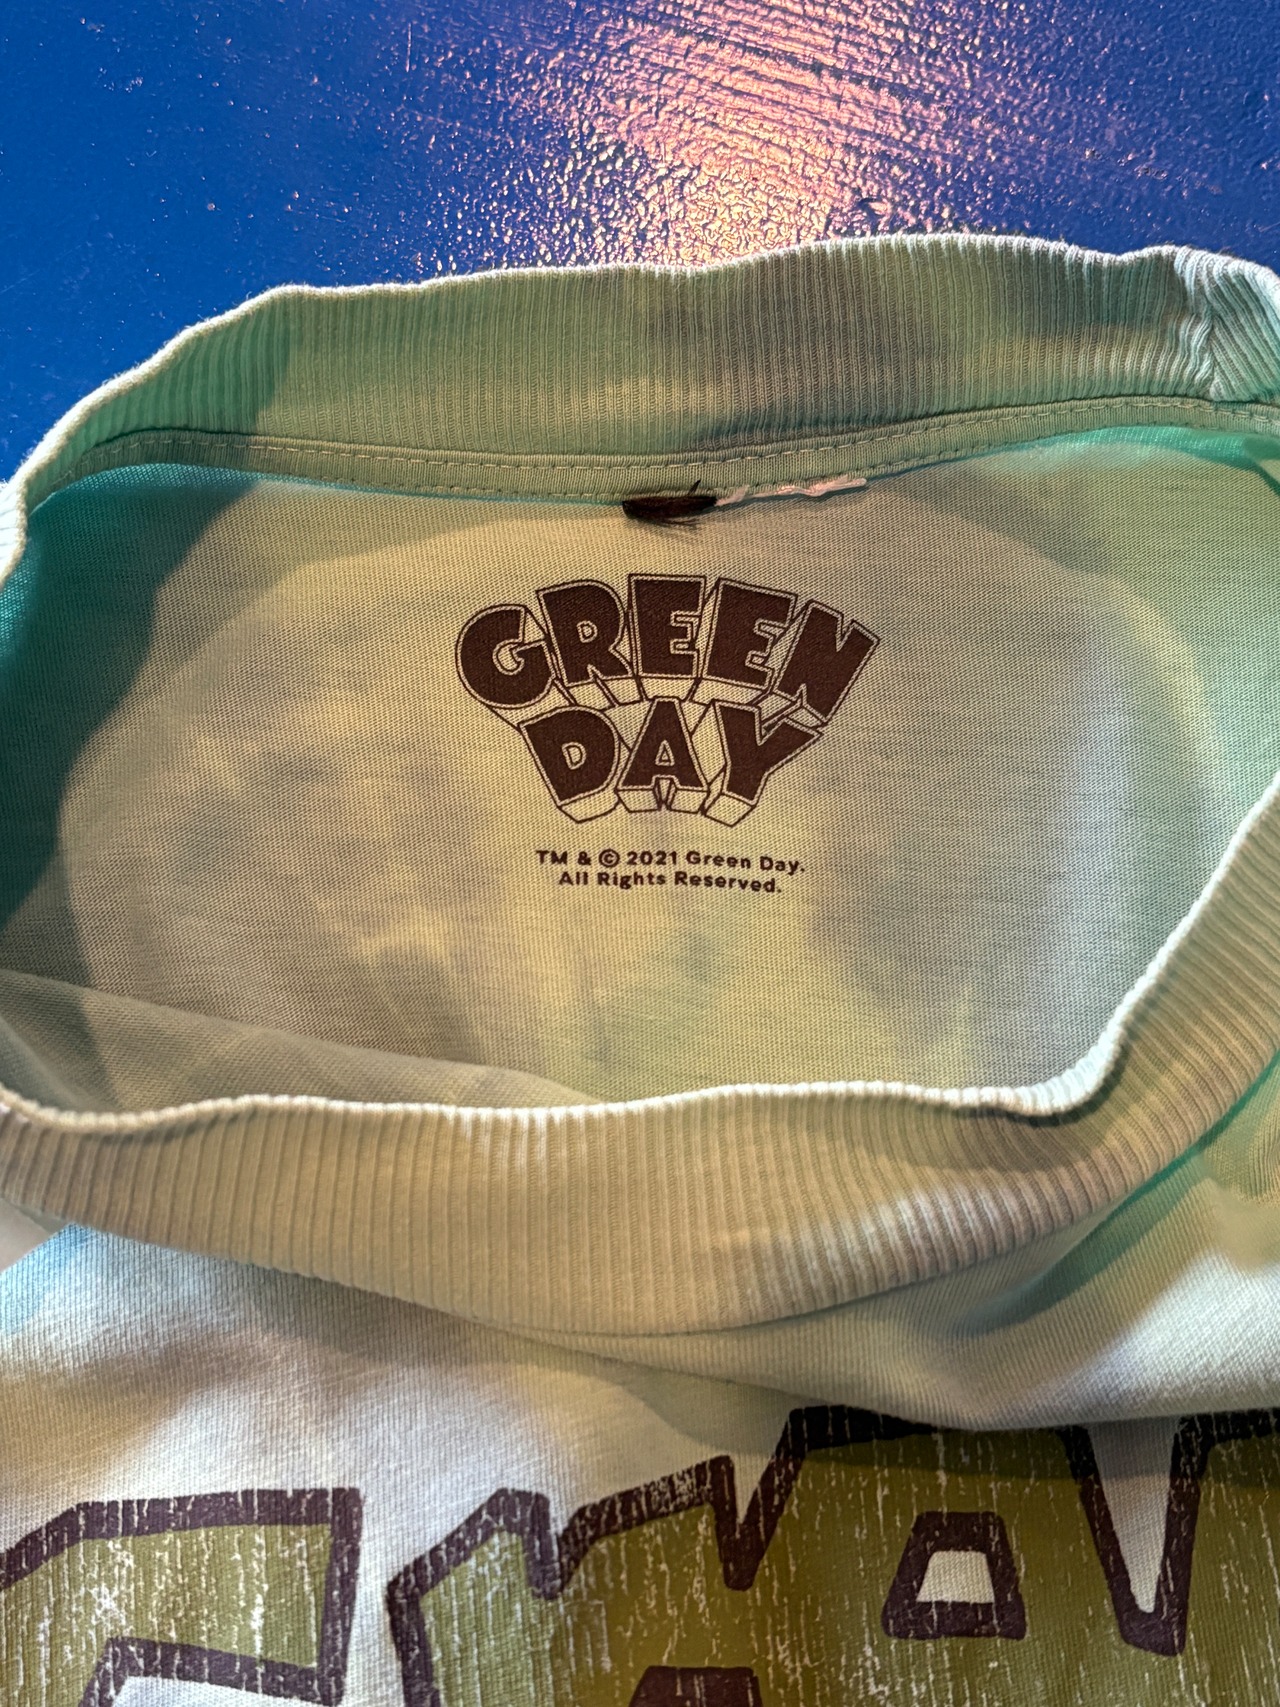 GREEN
DAY
TM & © 2021 Green Day.
All Rights Reserved.